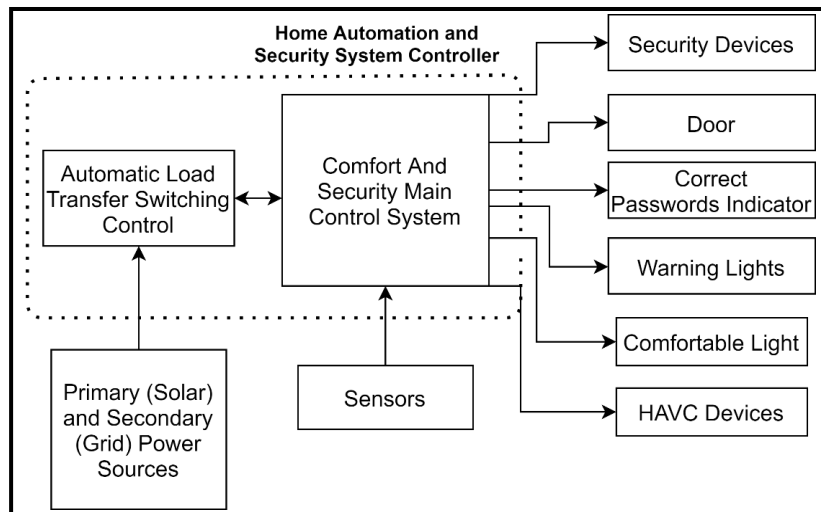 Home Automation and
Security System Controller
Security Devices
Door
Correct
Passwords Indicator
Warning Lights
Comfortable Light
HAVC Devices
Automatic Load
Transfer Switching
Control
Comfort And
Security Main
Control System
Primary (Solar)
and Secondary
(Grid) Power
Sources
Sensors